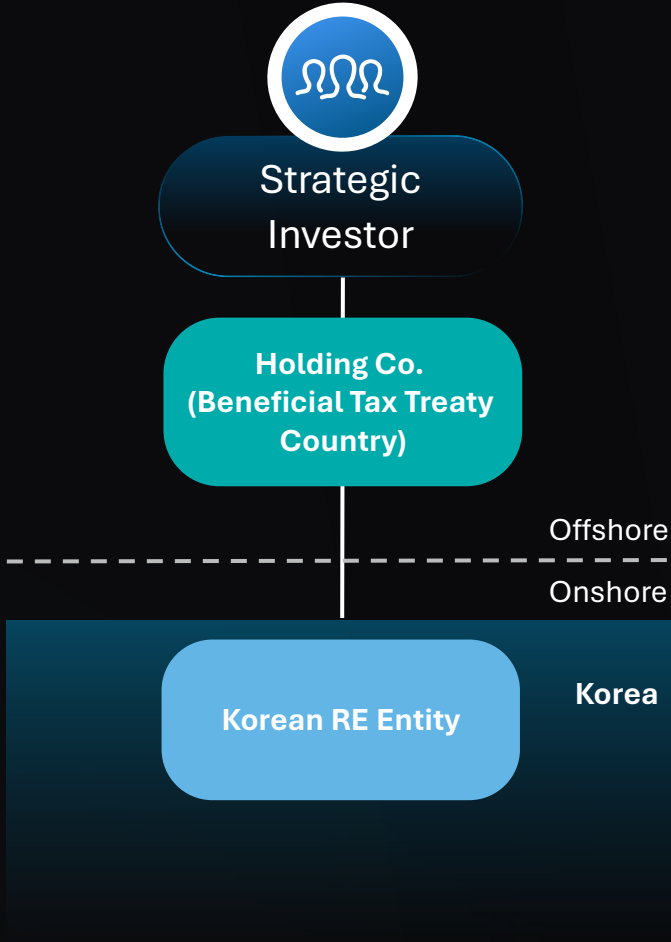 Strategic
Investor
Holding Co.
(Beneficial Tax Treaty
Country)
Offshore
Onshore
Korea
Korean RE Entity